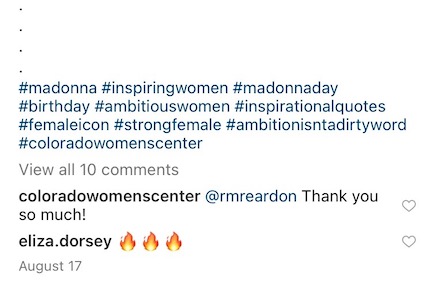 .
.
.
.
#madonna #inspiringwomen #madonnaday
#birthday #ambitiouswomen #inspirationalquotes
#femaleicon #strongfemale #ambitionisntadirtyword
#coloradowomenscenter
View all 10 comments
coloradowomenscenter @rmreardon Thank you
so much!
eliza.dorsey 🔥🔥🔥
August 17